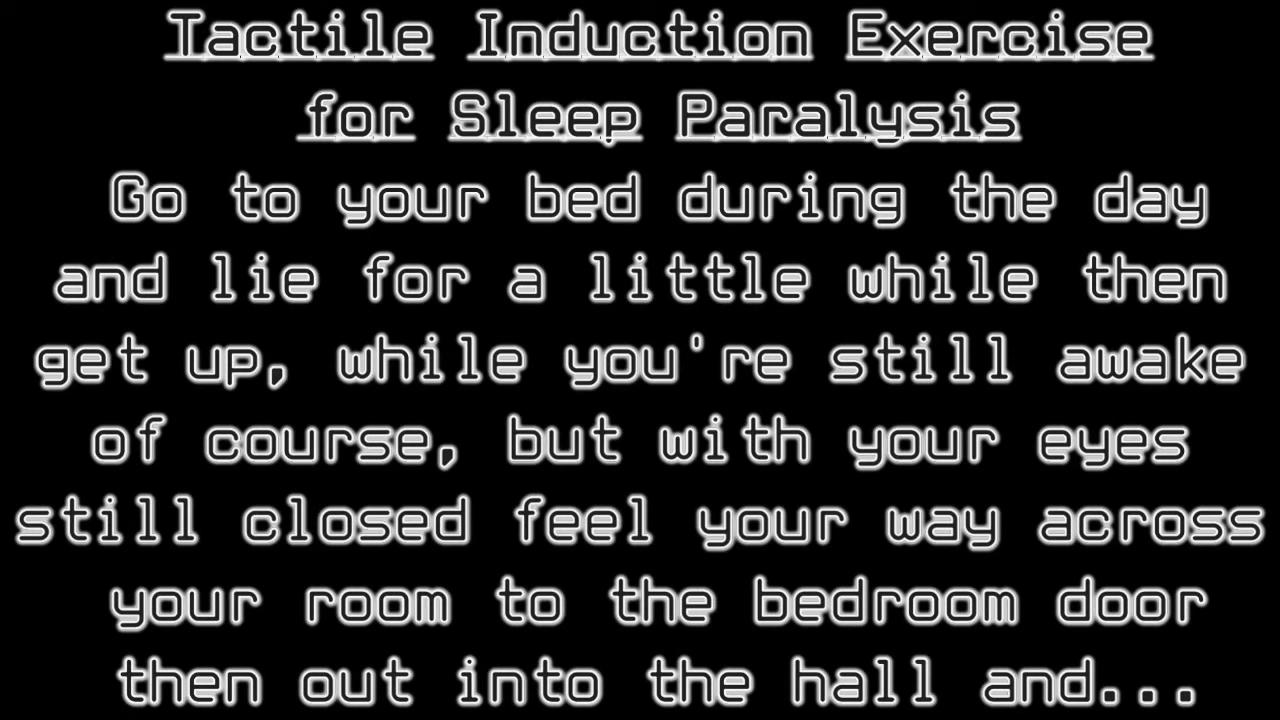 Tactile Induction Exercise
for Sleep Paralysis
Go to your bed during the day
and lie for a little while then
get up, while you're still awake
of course, but with your eyes
still closed feel your way across
your room to the bedroom door
then out into the hall and...